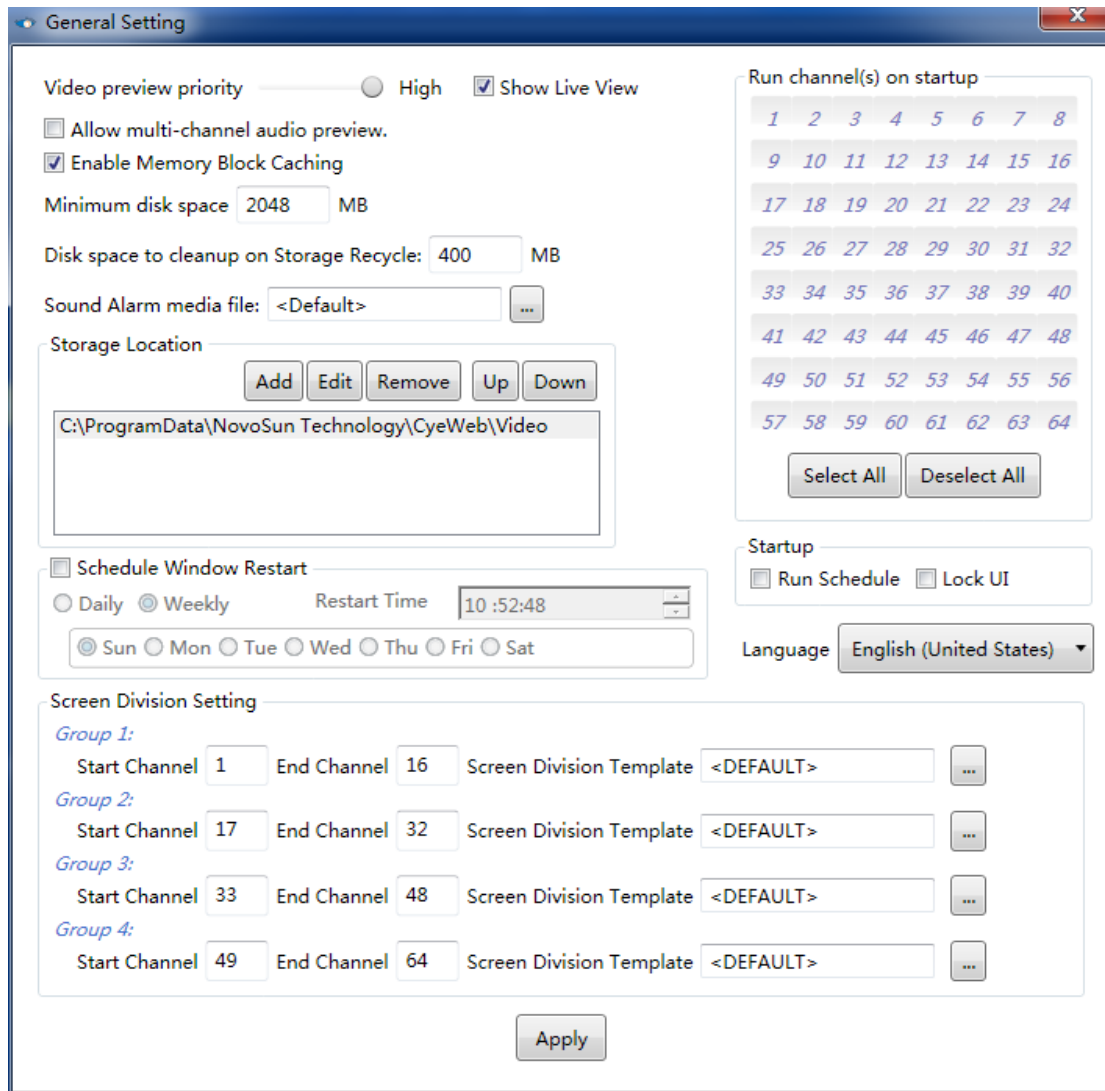 General Setting
Video preview priority High Show Live View
Allow multi-channel audio preview.
Enable Memory Block Caching
Minimum disk space 2048 MB
Disk space to cleanup on Storage Recycle: 400 MB
Sound Alarm media file: <Default> ...
Storage Location
Add Edit Remove Up Down
C:\ProgramData\NovoSun Technology\CyeWeb\Video
Schedule Window Restart
Daily Weekly Restart Time 10 :52:48
Sun Mon Tue Wed Thu Fri Sat
Run channel(s) on startup
1 2 3 4 5 6 7 8
9 10 11 12 13 14 15 16
17 18 19 20 21 22 23 24
25 26 27 28 29 30 31 32
33 34 35 36 37 38 39 40
41 42 43 44 45 46 47 48
49 50 51 52 53 54 55 56
57 58 59 60 61 62 63 64
Select All Deselect All
Startup
Run Schedule Lock UI
Language English (United States)
Screen Division Setting
Group 1:
Start Channel 1 End Channel 16 Screen Division Template <DEFAULT> ...
Group 2:
Start Channel 17 End Channel 32 Screen Division Template <DEFAULT> ...
Group 3:
Start Channel 33 End Channel 48 Screen Division Template <DEFAULT> ...
Group 4:
Start Channel 49 End Channel 64 Screen Division Template <DEFAULT> ...
Apply